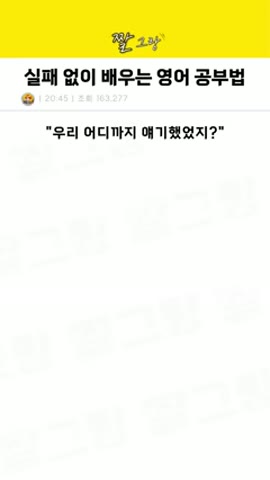 짤그랑
실패 없이 배우는 영어 공부법
| 20:45 | 조회 163,277
"우리 어디까지 얘기했었지?"